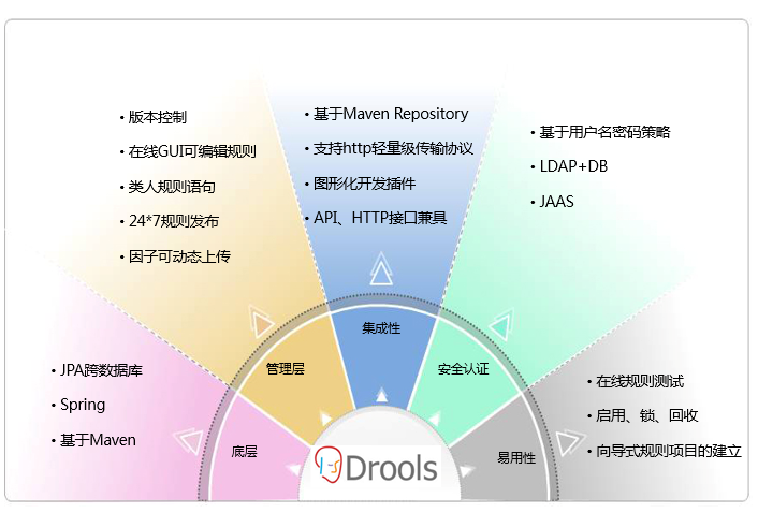 • 版本控制
• 在线GUI可编辑规则
• 类人规则语句
• 24*7规则发布
• 因子可动态上传
• 基于Maven Repository
• 支持http轻量级传输协议
• 图形化开发插件
• API、HTTP接口兼具
• 基于用户名密码策略
• LDAP+DB
• JAAS
• JPA跨数据库
• Spring
• 基于Maven
• 在线规则测试
• 启用、锁、回收
• 向导式规则项目的建立
底层
管理层
集成性
安全认证
易用性
Drools